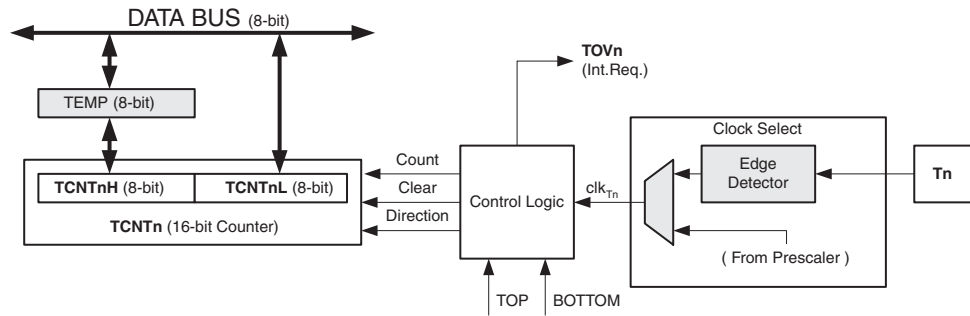 DATA BUS (8-bit)
TOVn
(Int.Req.)
TEMP (8-bit)
Clock Select
Count
Edge
Detector
Tn
TCNTnH (8-bit) TCNTnL (8-bit)
Clear
Control Logic
clkTn
TCNTn (16-bit Counter)
Direction
( From Prescaler )
TOP
BOTTOM